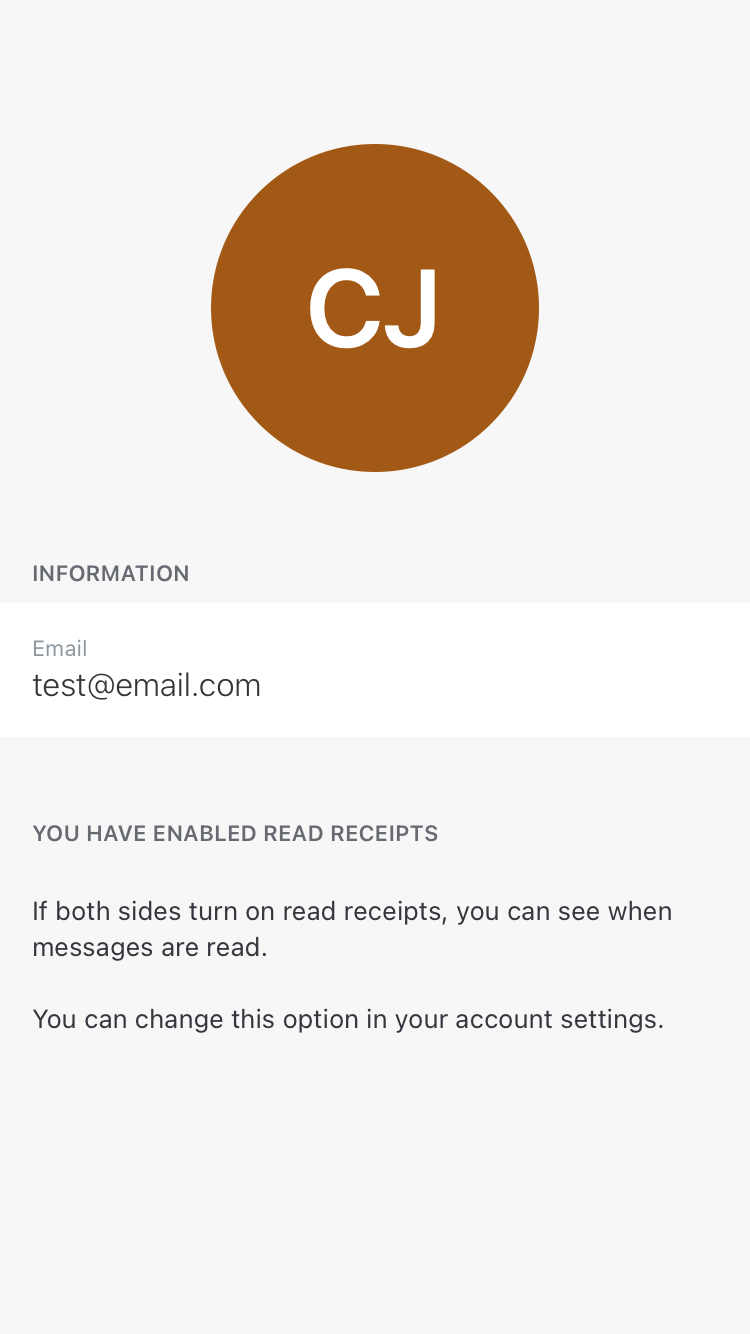 CJ
INFORMATION
Email
test@email.com
YOU HAVE ENABLED READ RECEIPTS
If both sides turn on read receipts, you can see when
messages are read.
You can change this option in your account settings.